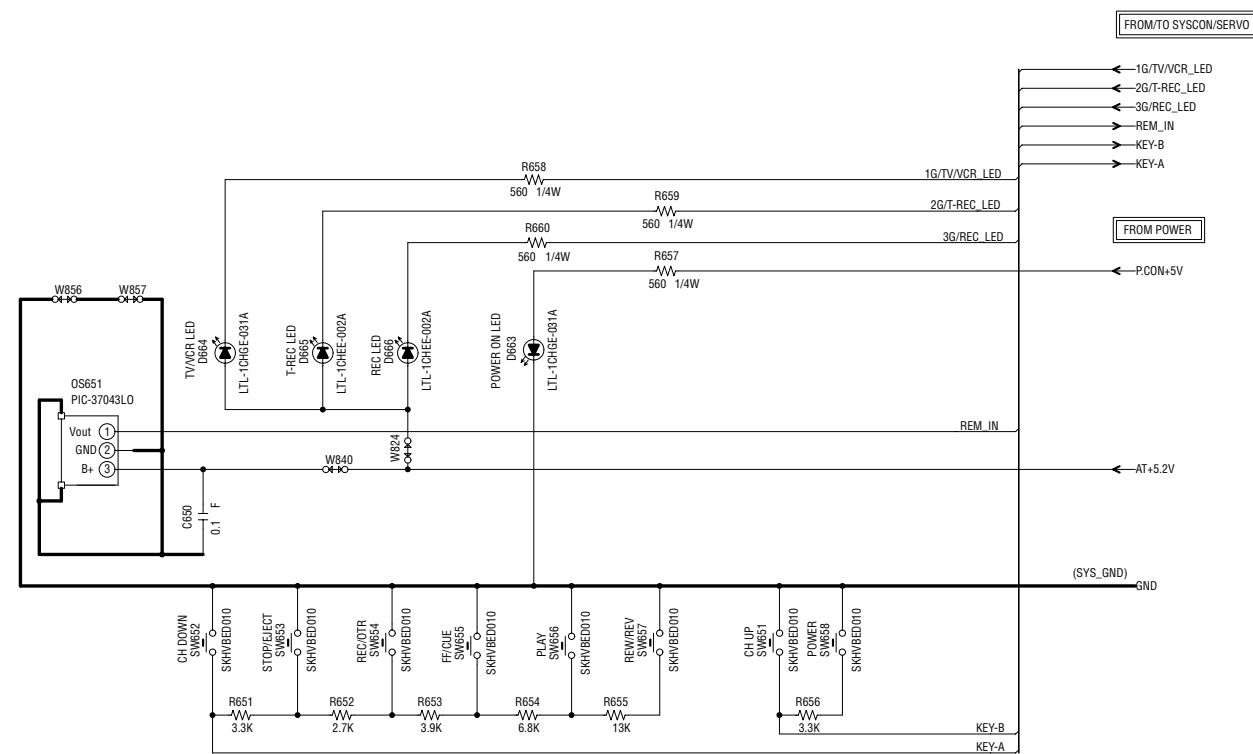 FROM/TO SYSCON/SERVO
1G/TV/VCR_LED
2G/T-REC_LED
3G/REC_LED
REM_IN
KEY-B
KEY-A
R658
560 1/4W
1G/TV/VCR_LED
R659
560 1/4W
2G/T-REC_LED
R660
560 1/4W
3G/REC_LED
FROM POWER
R657
560 1/4W
P.CON+5V
W856
W857
TV/VCR LED
D664
LTL-1CHGE-031A
T-REC LED
D665
LTL-1CHEE-002A
REC LED
D666
LTL-1CHEE-002A
POWER ON LED
D663
LTL-1CHGE-031A
OS651
PIC-37043LO
Vout 1
GND 2
B+ 3
REM_IN
W824
W840
AT+5.2V
C650
0.1 F
(SYS_GND)
GND
CH DOWN
SW652
SKHVBED010
STOP/EJECT
SW653
SKHVBED010
REC/OTR
SW654
SKHVBED010
FF/CUE
SW655
SKHVBED010
PLAY
SW656
SKHVBED010
REW/REV
SW657
SKHVBED010
CH UP
SW651
SKHVBED010
POWER
SW658
SKHVBED010
R651
3.3K
R652
2.7K
R653
3.9K
R654
6.8K
R655
13K
R656
3.3K
KEY-B
KEY-A